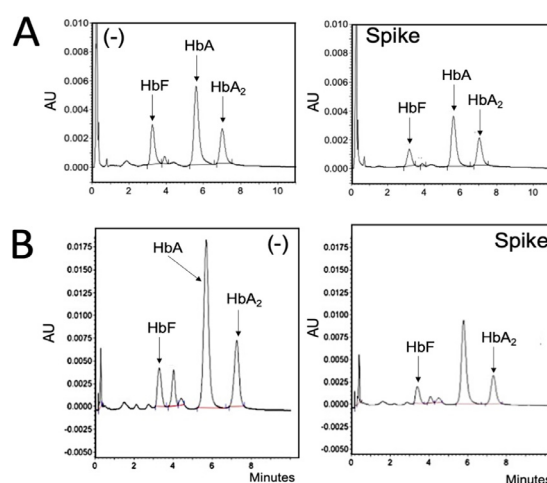 A
(-)
Spike
0.010
0.008
0.006
0.004
0.002
0.000
AU
HbF
HbA
HbA₂
0 2 4 6 8 10
0.010
0.008
0.006
0.004
0.002
0.000
AU
HbF
HbA
HbA₂
0 2 4 6 8 10
B
(-)
Spike
0.0175
0.0150
0.0125
0.0100
0.0075
0.0050
0.0025
0.0000
-0.0025
-0.0050
AU
HbA
HbF
HbA₂
0 2 4 6 8
Minutes
0.0175
0.0150
0.0125
0.0100
0.0075
0.0050
0.0025
0.0000
-0.0025
-0.0050
AU
HbF
HbA₂
0 2 4 6 8
Minutes